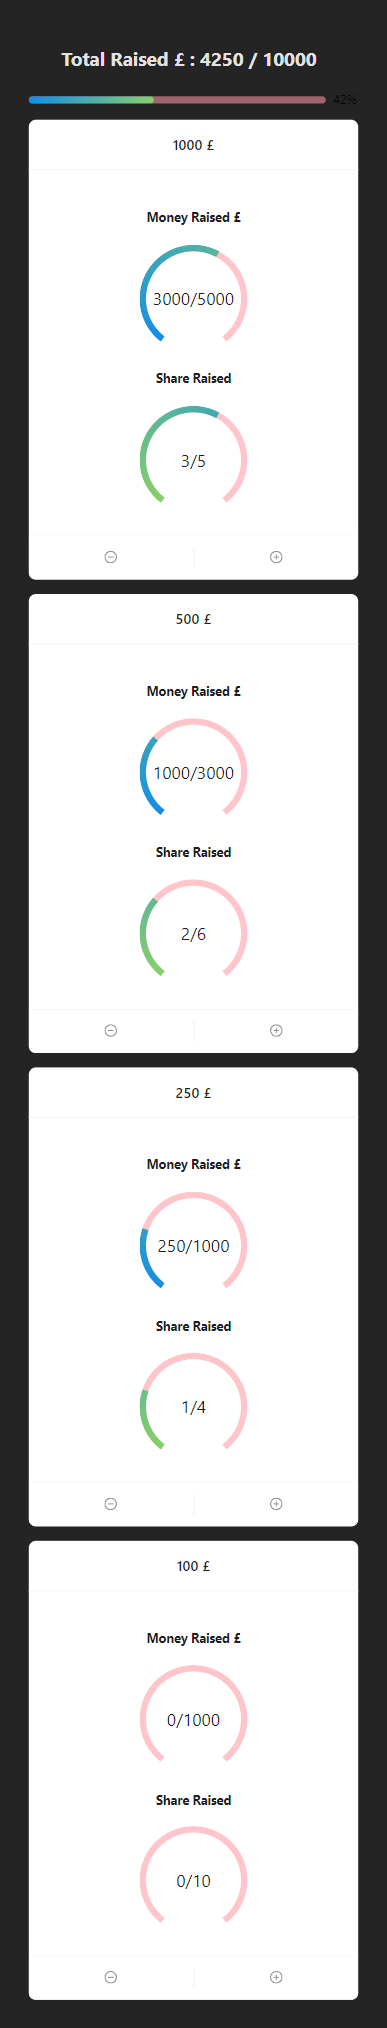 Total Raised £ : 4250 / 10000
42%
1000 £
Money Raised £
3000/5000
Share Raised
3/5
500 £
Money Raised £
1000/3000
Share Raised
2/6
250 £
Money Raised £
250/1000
Share Raised
1/4
100 £
Money Raised £
0/1000
Share Raised
0/10